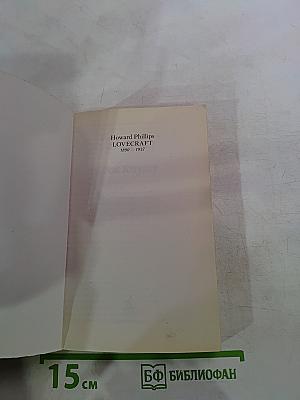 Howard Phillips
LOVECRAFT
1890 - 1937
15 см
БФ БИБЛИОФАН